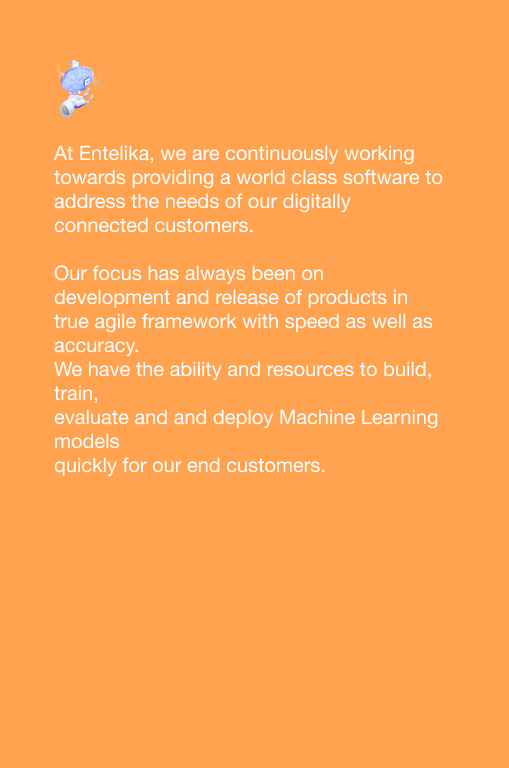 At Entelika, we are continuously working
towards providing a world class software to
address the needs of our digitally
connected customers.
Our focus has always been on
development and release of products in
true agile framework with speed as well as
accuracy.
We have the ability and resources to build,
train,
evaluate and and deploy Machine Learning
models
quickly for our end customers.